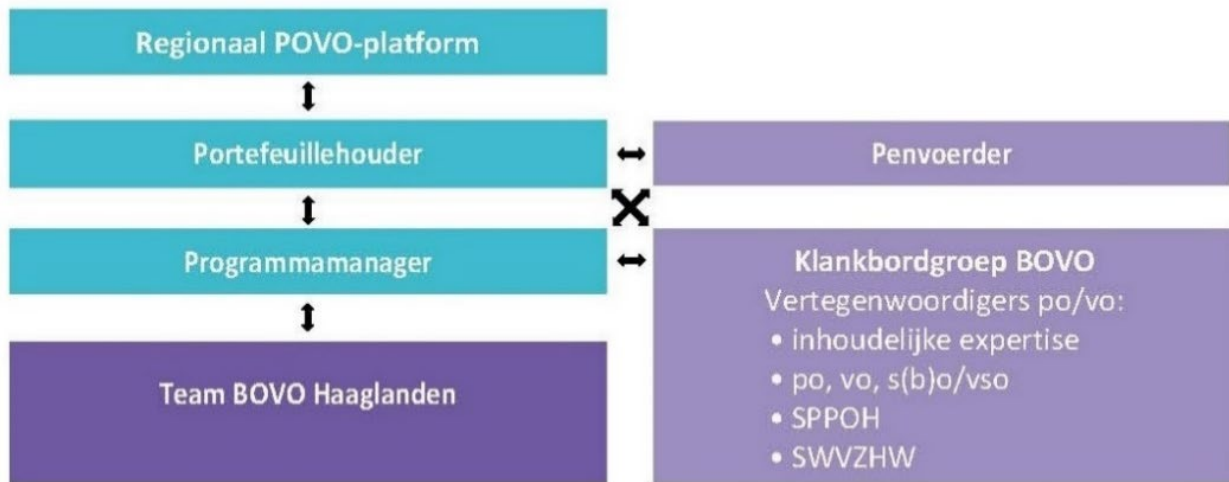 Regionaal POVO-platform
Portefeuillehouder
Penvoerder
Programmamanager
Klankbordgroep BOVO
Vertegenwoordigers po/vo:
• inhoudelijke expertise
• po, vo, s(b)o/vso
• SPPOH
• SWVZHW
Team BOVO Haaglanden